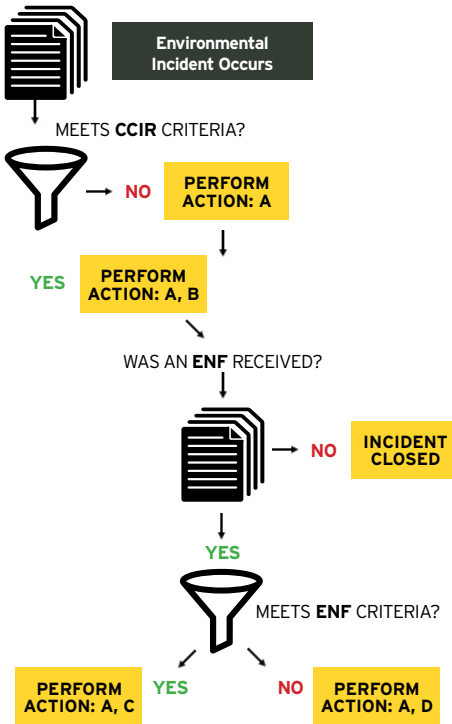 Environmental
Incident Occurs
MEETS CCIR CRITERIA?
NO
PERFORM
ACTION: A
YES
PERFORM
ACTION: A, B
WAS AN ENF RECEIVED?
NO
INCIDENT
CLOSED
YES
MEETS ENF CRITERIA?
PERFORM
ACTION: A, C
YES
NO
PERFORM
ACTION: A, D